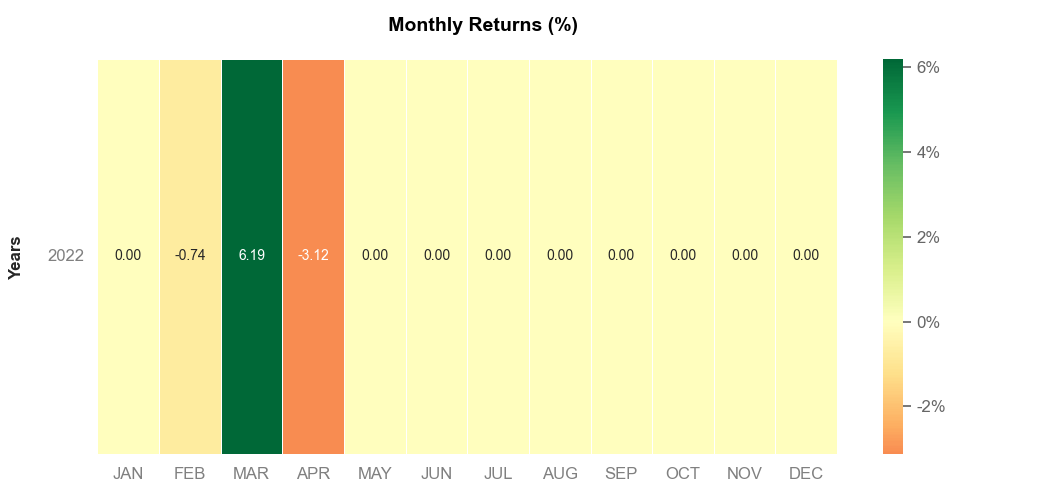 Monthly Returns (%)
Years
2022
0.00 -0.74 6.19 -3.12 0.00 0.00 0.00 0.00 0.00 0.00 0.00 0.00
JAN FEB MAR APR MAY JUN JUL AUG SEP OCT NOV DEC
6%
4%
2%
0%
-2%